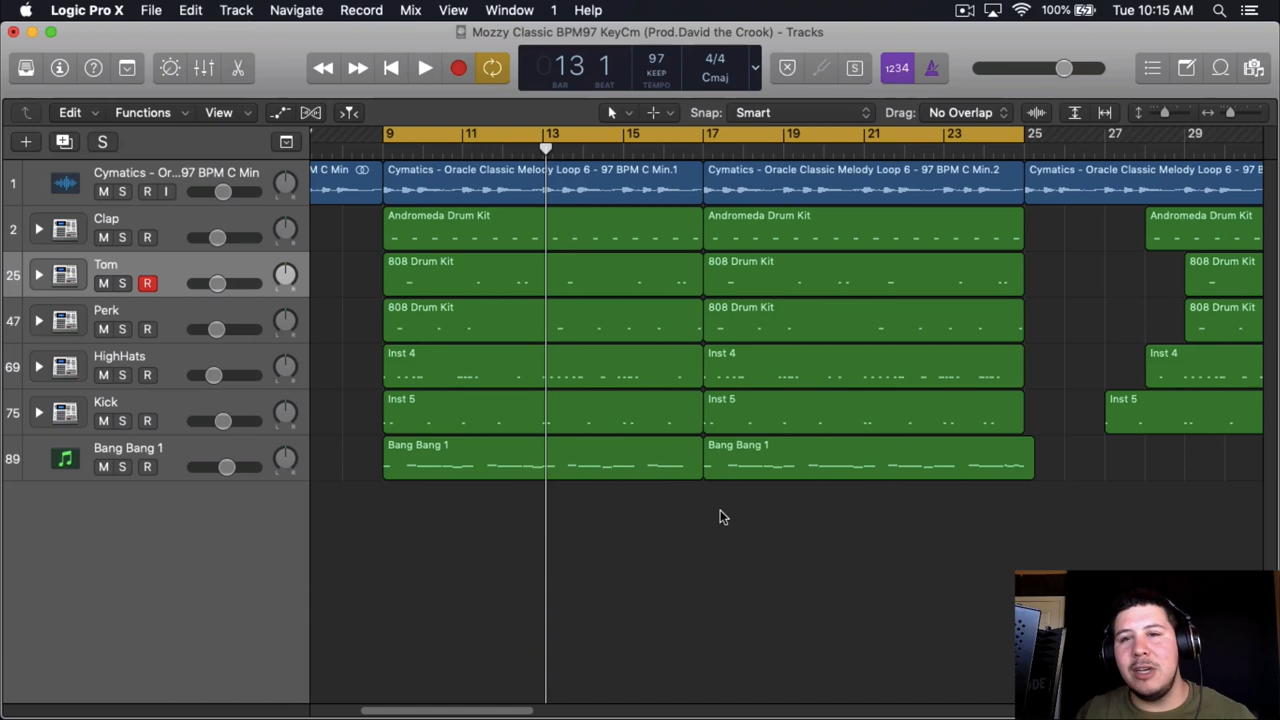 Logic Pro X File Edit Track Navigate Record Mix View Window 1 Help 100% Tue 10:15 AM
Mozzy Classic BPM97 KeyCm (Prod.David the Crook) - Tracks
13 1 97 4/4
KEEP Cmaj
BAR BEAT TEMPO
S 1234
Edit Functions View Snap: Smart Drag: No Overlap
S 9 11 13 15 17 19 21 23 25 27 29
1 Cymatics - Or...97 BPM C Min M C Min Cymatics - Oracle Classic Melody Loop 6 - 97 BPM C Min.1 Cymatics - Oracle Classic Melody Loop 6 - 97 BPM C Min.2 Cymatics - Oracle Classic Melody Loop 6 - 97 B
M S R I
2 Clap Andromeda Drum Kit Andromeda Drum Kit Andromeda Drum Kit
M S R
25 Tom 808 Drum Kit 808 Drum Kit 808 Drum Kit
M S R
47 Perk 808 Drum Kit 808 Drum Kit 808 Drum Kit
M S R
69 HighHats Inst 4 Inst 4 Inst 4
M S R
75 Kick Inst 5 Inst 5 Inst 5
M S R
89 Bang Bang 1 Bang Bang 1 Bang Bang 1
M S R